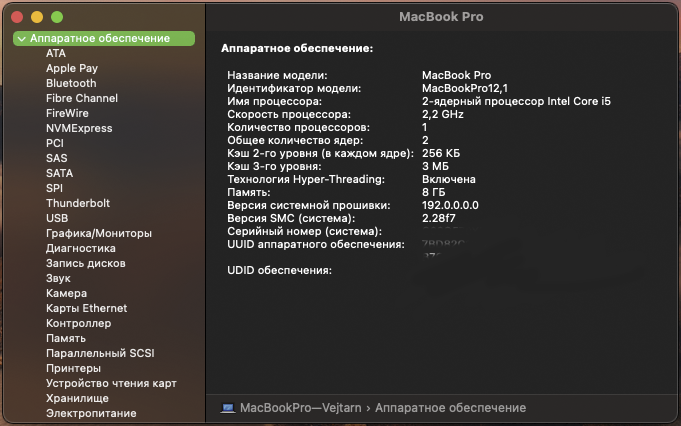 MacBook Pro
Аппаратное обеспечение
ATA
Apple Pay
Bluetooth
Fibre Channel
FireWire
NVMExpress
PCI
SAS
SATA
SPI
Thunderbolt
USB
Графика/Мониторы
Диагностика
Запись дисков
Звук
Камера
Карты Ethernet
Контроллер
Память
Параллельный SCSI
Принтеры
Устройство чтения карт
Хранилище
Электропитание
Аппаратное обеспечение:
Название модели: MacBook Pro
Идентификатор модели: MacBookPro12,1
Имя процессора: 2-ядерный процессор Intel Core i5
Скорость процессора: 2,2 GHz
Количество процессоров: 1
Общее количество ядер: 2
Кэш 2-го уровня (в каждом ядре): 256 КБ
Кэш 3-го уровня: 3 МБ
Технология Hyper-Threading: Включена
Память: 8 ГБ
Версия системной прошивки: 192.0.0.0.0
Версия SMC (система): 2.28f7
Серийный номер (система):
UUID аппаратного обеспечения:
UDID обеспечения:
MacBookPro—Vejtarn › Аппаратное обеспечение